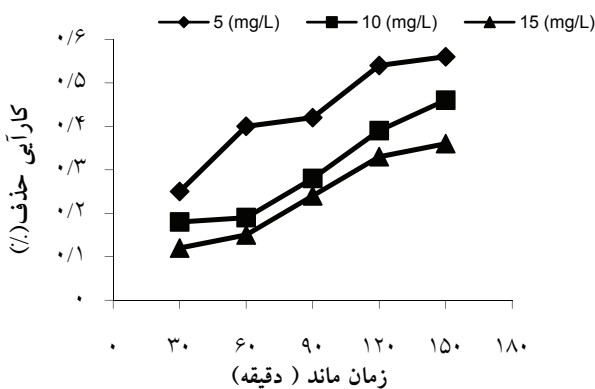 5 (mg/L) 10 (mg/L) 15 (mg/L)
۰/۶
۰/۵
۰/۴
۰/۳
۰/۲
۰/۱
۰
کارآیی حذف(٪)
۰ ۳۰ ۶۰ ۹۰ ۱۲۰ ۱۵۰ ۱۸۰
زمان ماند ( دقیقه)